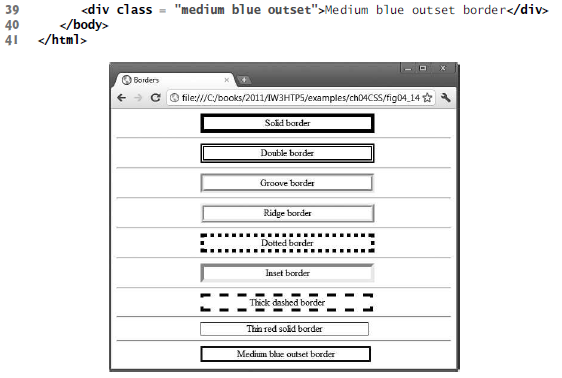 39 <div class = "medium blue outset">Medium blue outset border</div>
40 </body>
41 </html>
Borders
file:///C:/books/2011/IW3HTP5/examples/ch04CSS/fig04_14
Solid border
Double border
Groove border
Ridge border
Dotted border
Inset border
Thick dashed border
Thin red solid border
Medium blue outset border